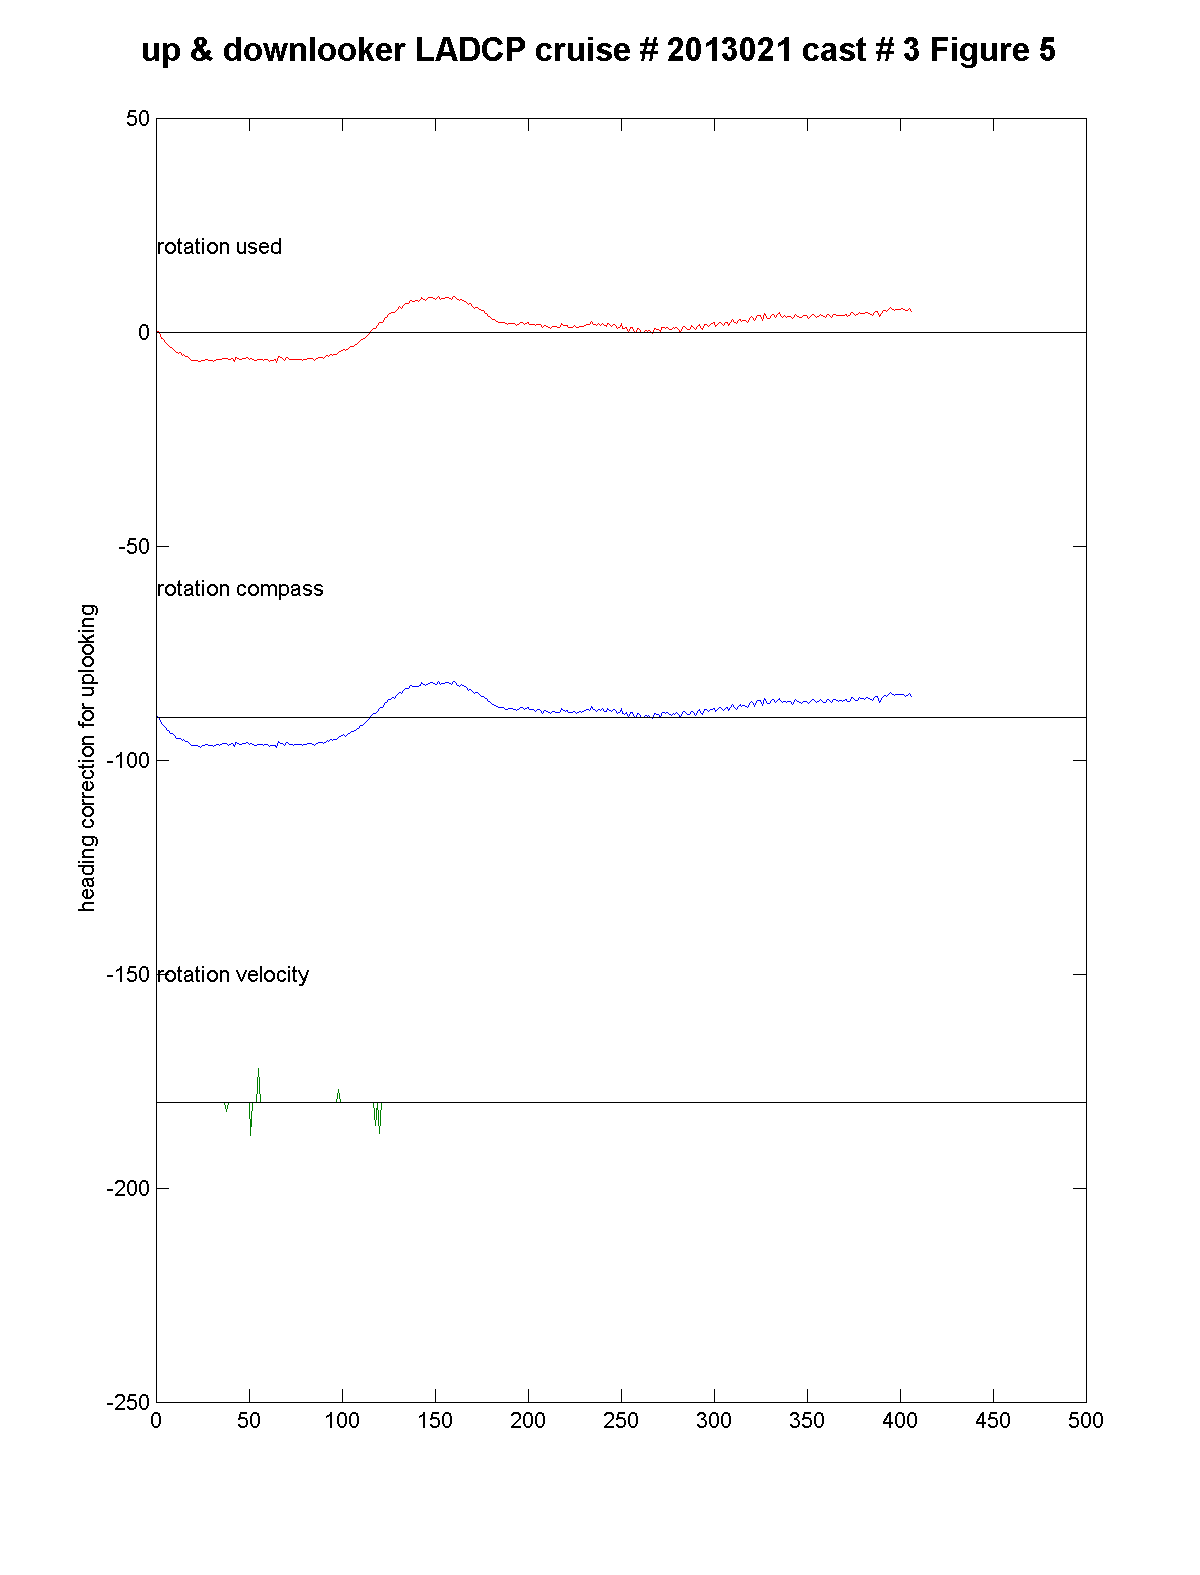 up & downlooker LADCP cruise # 2013021 cast # 3 Figure 5
50
rotation used
0
-50
rotation compass
heading correction for uplooking
-100
-150
rotation velocity
-200
-250
0 50 100 150 200 250 300 350 400 450 500